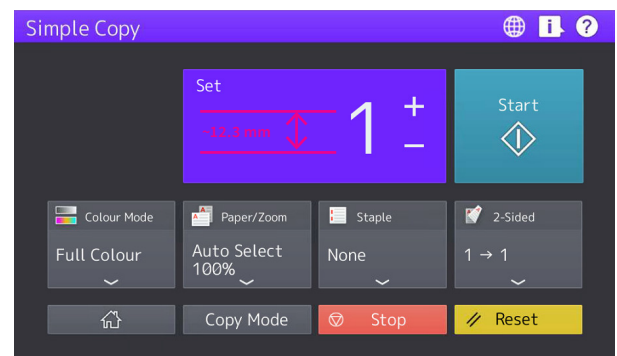 Simple Copy
i
?
Set
~12.3 mm
1
+
−
Start
Colour Mode
Full Colour
Paper/Zoom
Auto Select
100%
Staple
None
2-Sided
1 → 1
Copy Mode
Stop
Reset